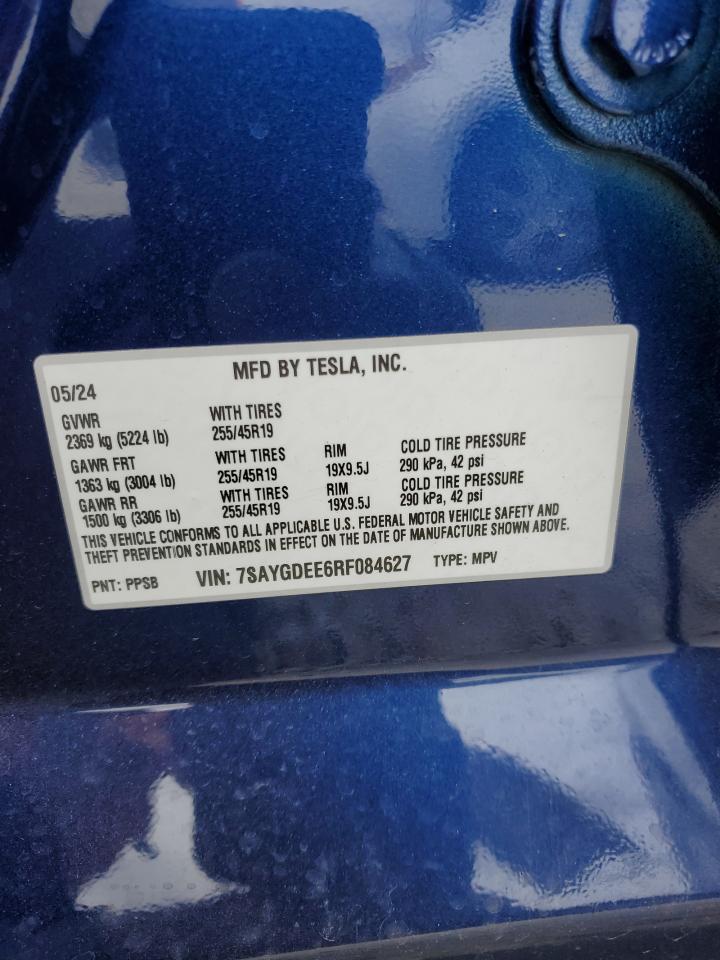 MFD BY TESLA, INC.
05/24
GVWR WITH TIRES
2369 kg (5224 lb) 255/45R19
GAWR FRT WITH TIRES RIM COLD TIRE PRESSURE
1363 kg (3004 lb) 255/45R19 19X9.5J 290 kPa, 42 psi
GAWR RR WITH TIRES RIM COLD TIRE PRESSURE
1500 kg (3306 lb) 255/45R19 19X9.5J 290 kPa, 42 psi
THIS VEHICLE CONFORMS TO ALL APPLICABLE U.S. FEDERAL MOTOR VEHICLE SAFETY AND
THEFT PREVENTION STANDARDS IN EFFECT ON THE DATE OF MANUFACTURE SHOWN ABOVE.
PNT: PPSB VIN: 7SAYGDEE6RF084627 TYPE: MPV